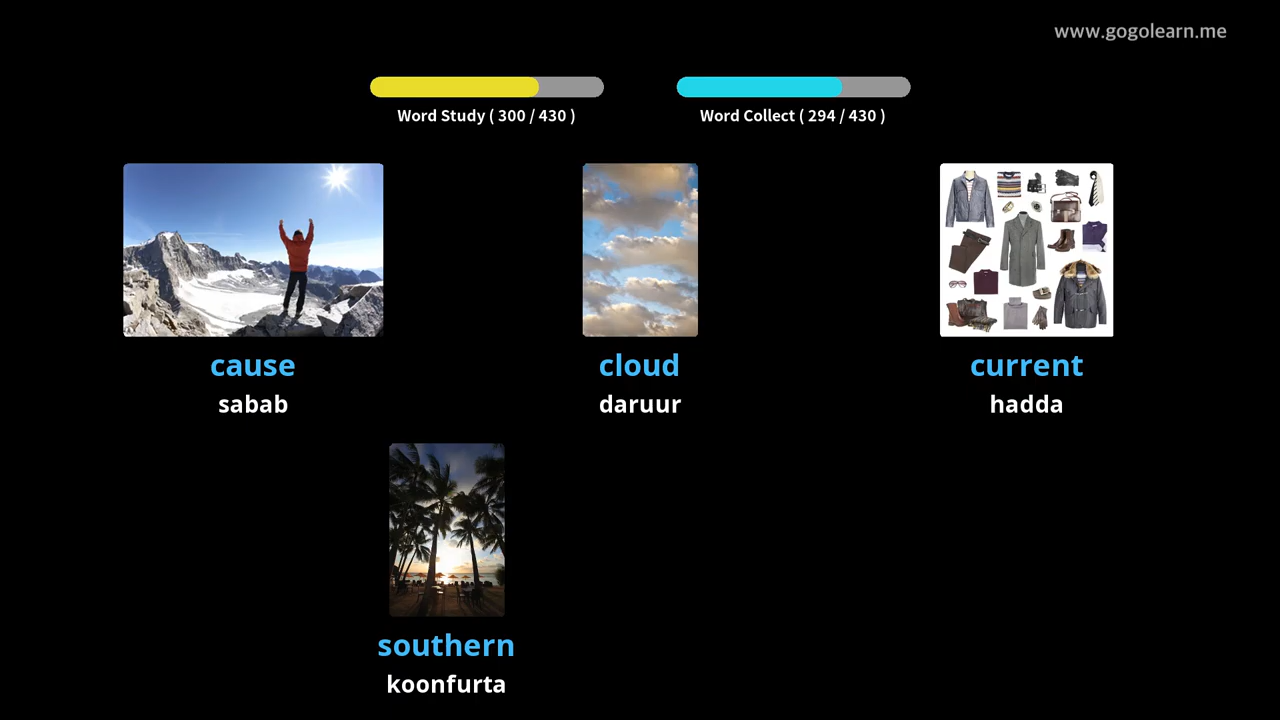 www.gogolearn.me
Word Study ( 300 / 430 )
Word Collect ( 294 / 430 )
cause
sabab
cloud
daruur
current
hadda
southern
koonfurta